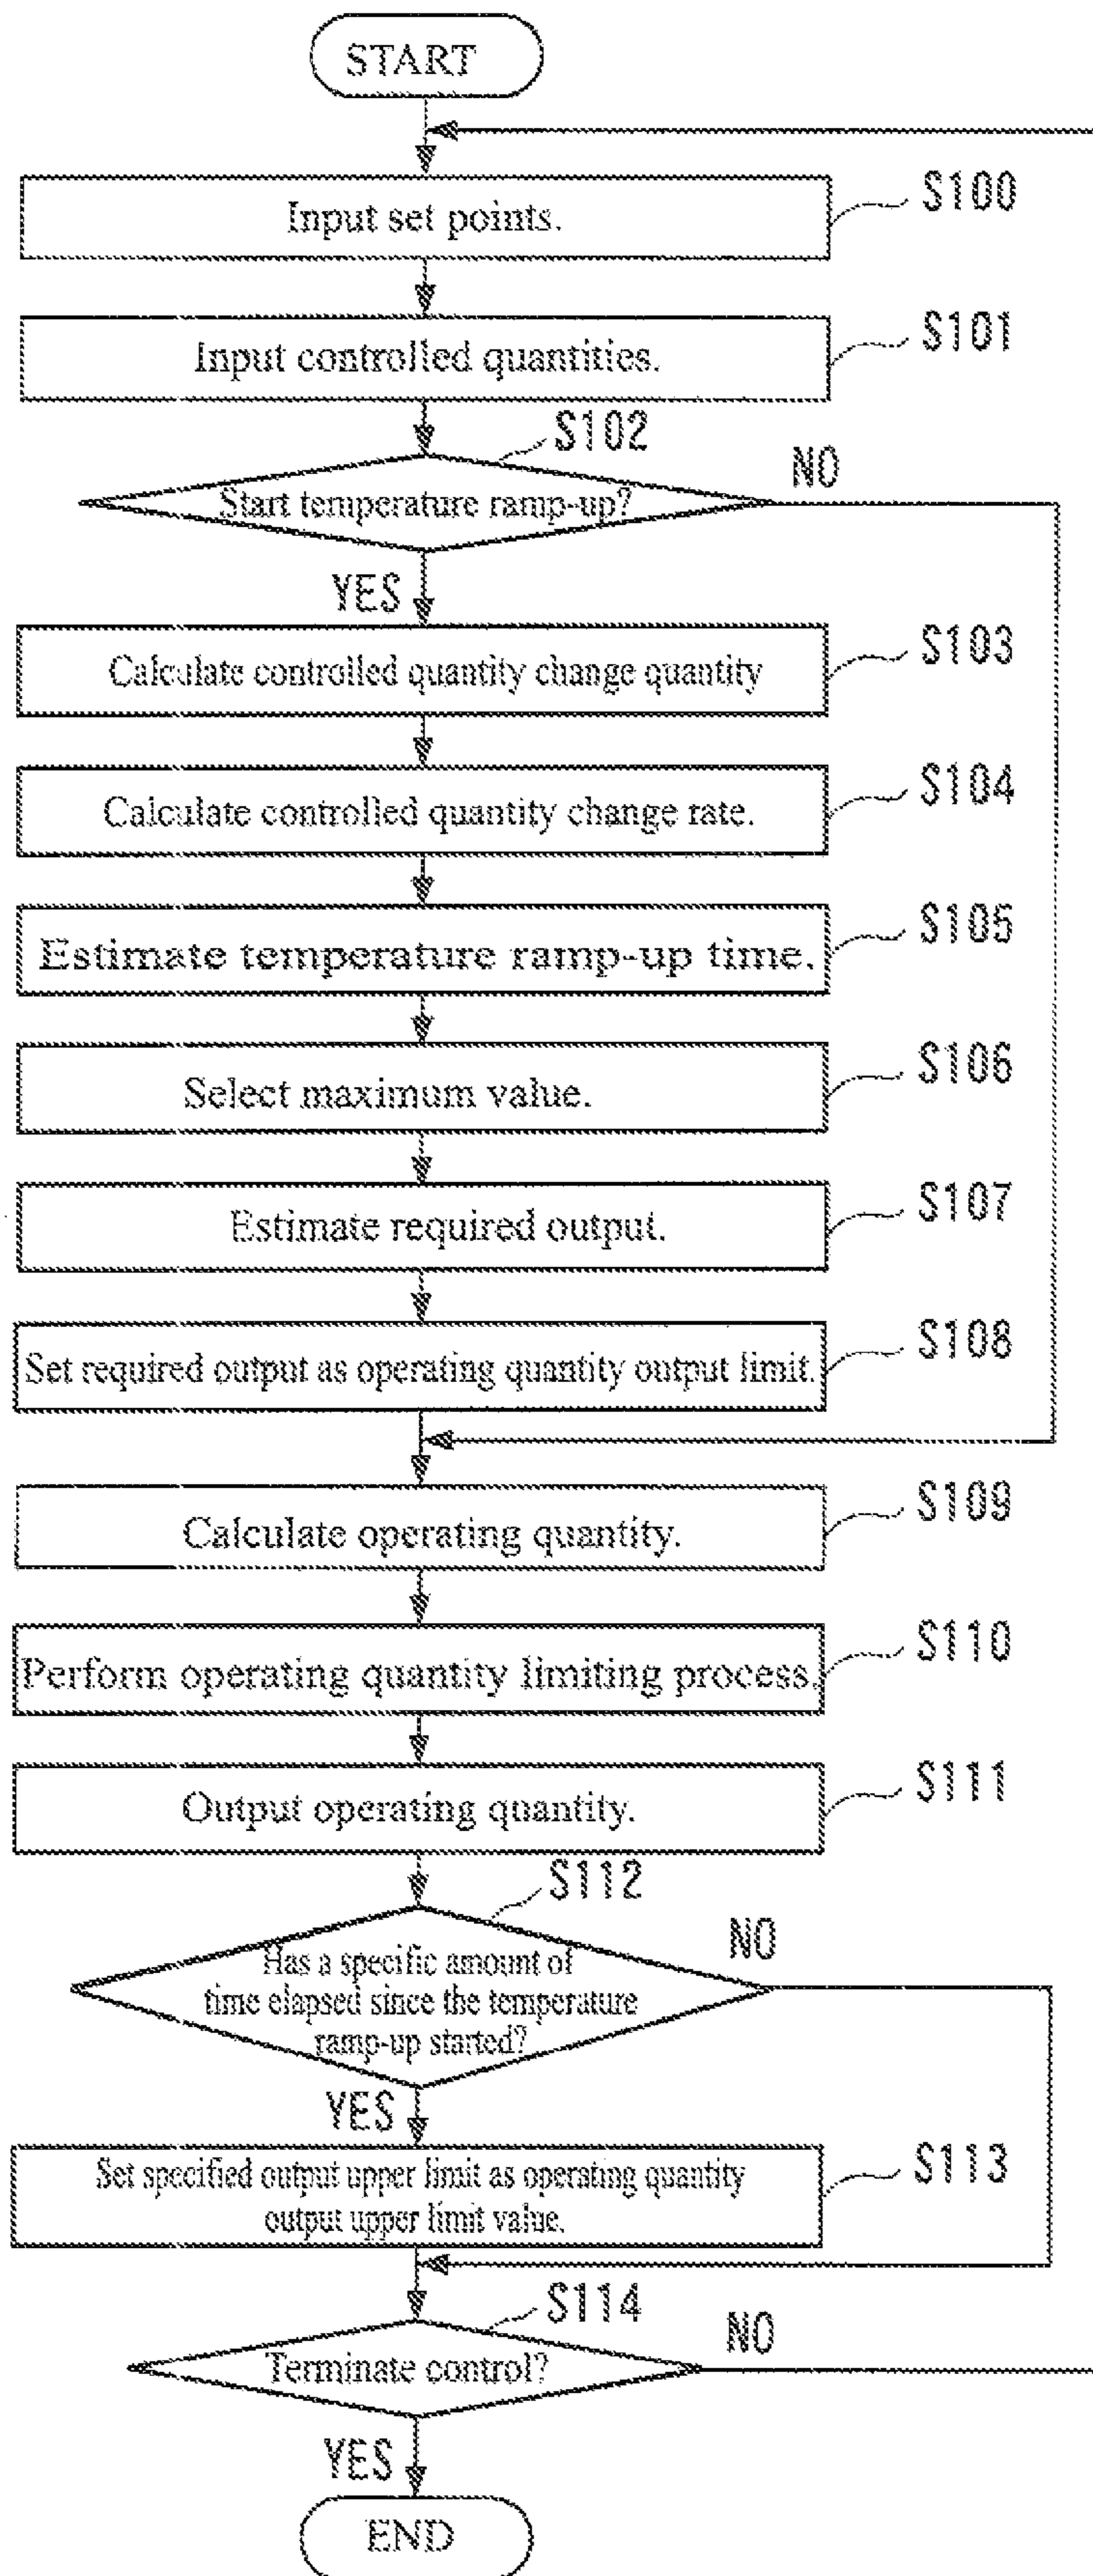 START
Input set points.
S100
Input controlled quantities.
S101
S102
Start temperature ramp-up?
NO
YES
Calculate controlled quantity change quantity
S103
Calculate controlled quantity change rate.
S104
Estimate temperature ramp-up time.
S105
Select maximum value.
S106
Estimate required output.
S107
Set required output as operating quantity output limit.
S108
Calculate operating quantity.
S109
Perform operating quantity limiting process.
S110
Output operating quantity.
S111
S112
Has a specific amount of
time elapsed since the temperature
ramp-up started?
NO
YES
Set specified output upper limit as operating quantity
output upper limit value.
S113
S114
Terminate control?
NO
YES
END